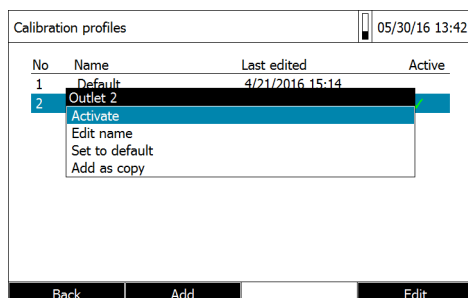 Calibration profiles 05/30/16 13:42
No Name Last edited Active
1 Default 4/21/2016 15:14
2
Outlet 2
Activate
Edit name
Set to default
Add as copy
Back Add Edit